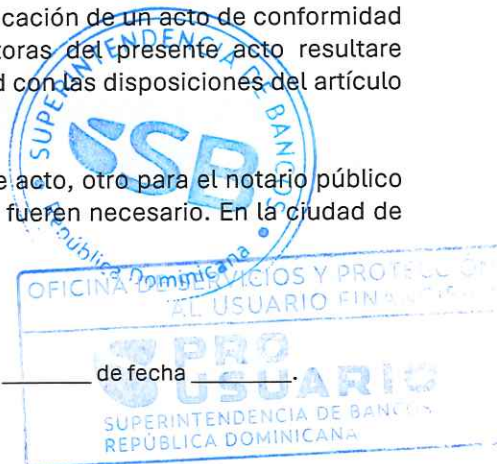 cación de un acto de conformidad
toras del presente acto resultare
d con las disposiciones del artículo
e acto, otro para el notario público
fueren necesario. En la ciudad de
de fecha
SUPERINTENDENCIA DE BANCOS
SB
República Dominicana
OFICINA DE SERVICIOS Y PROTECCIÓN
AL USUARIO FINANCIERO
PRO
USUARIO
SUPERINTENDENCIA DE BANCOS
REPÚBLICA DOMINICANA